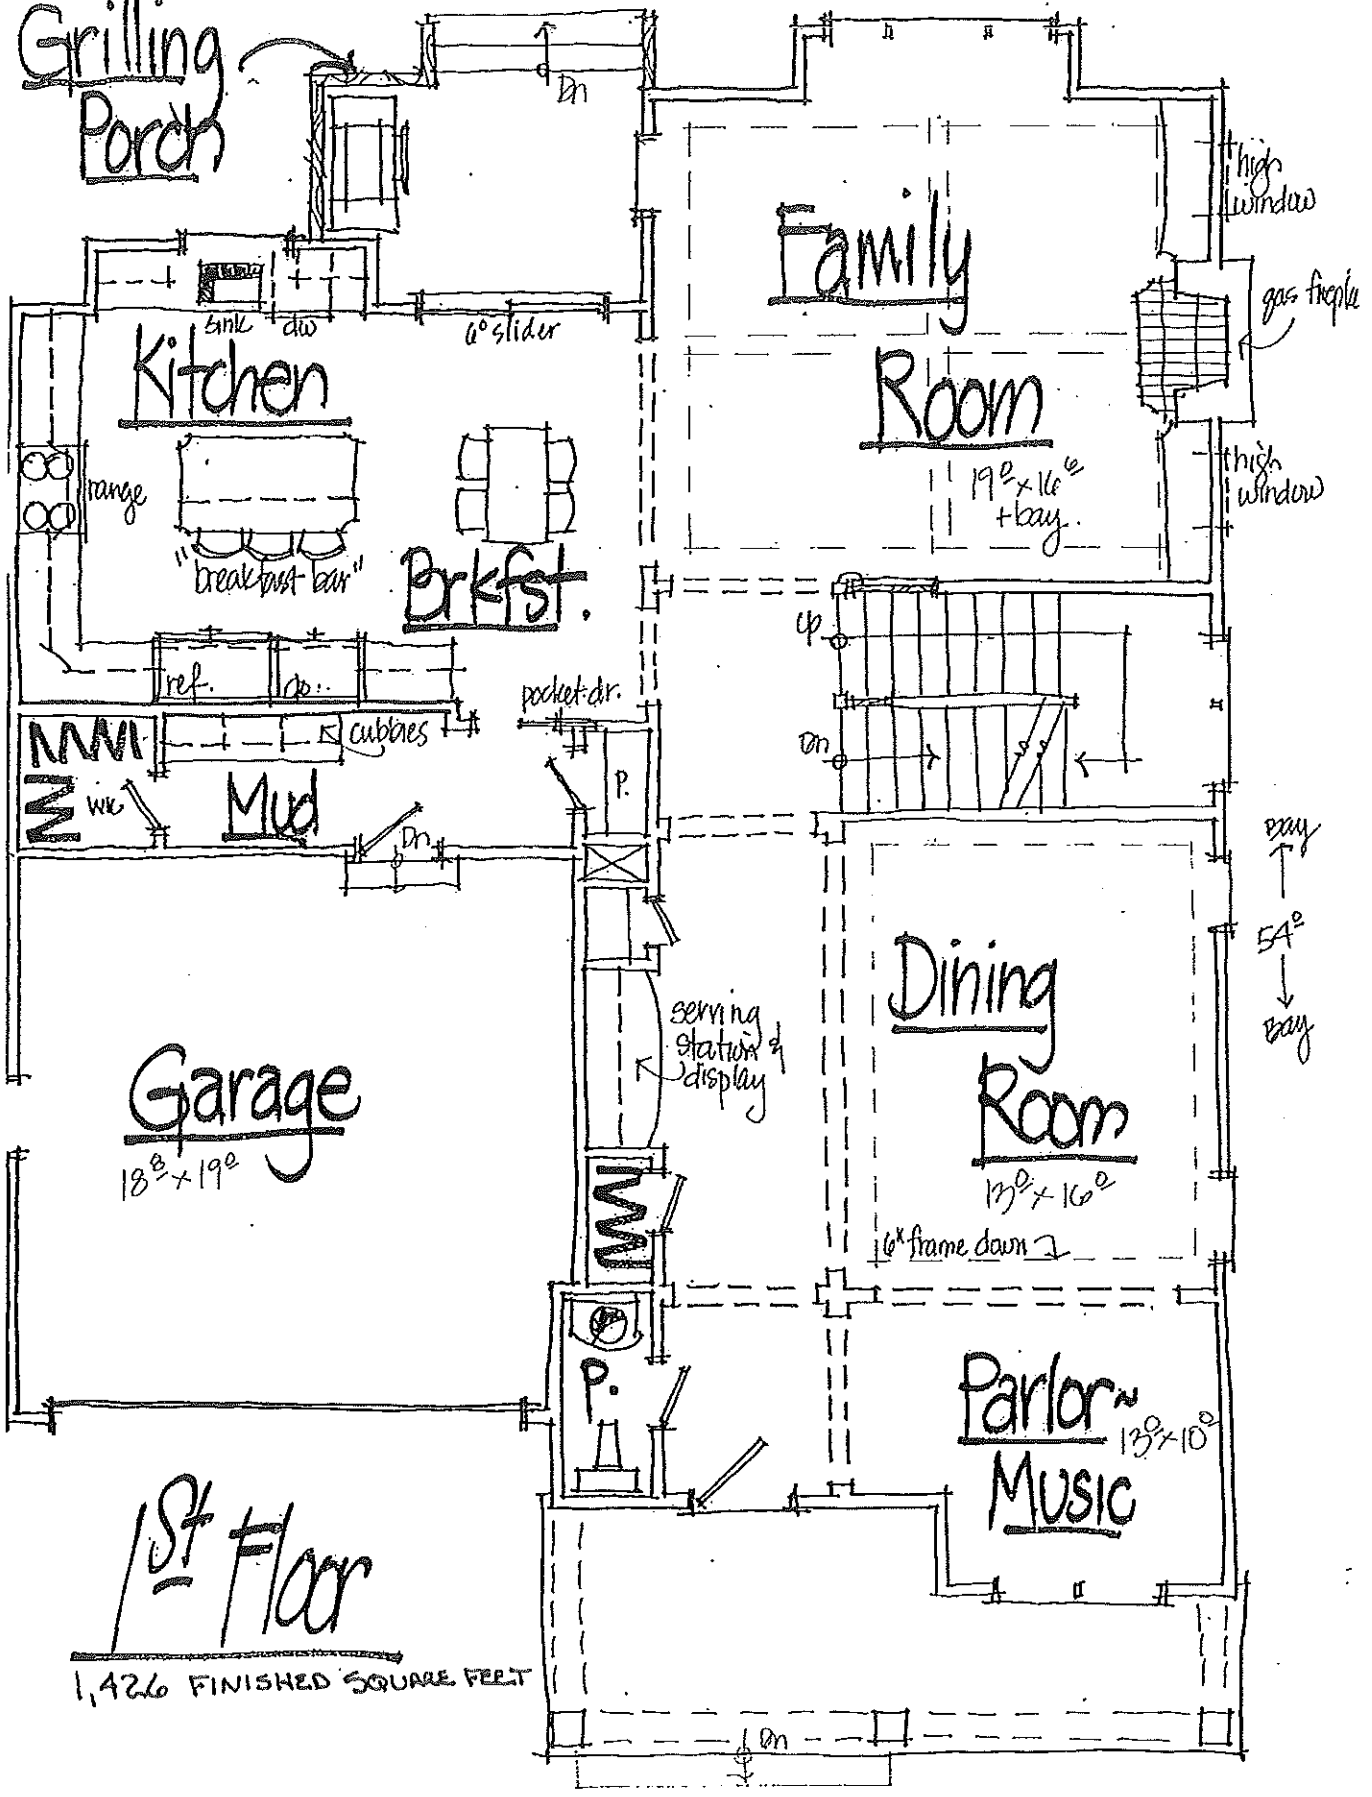 Grilling
Porch
Dn
high
window
Family
Room
19⁰ x 16⁶
+bay.
gas
high
window
sink
dw
6⁰ slider
Kitchen
range
"breakfast bar"
Brkfst.
ref.
do..
pocket dr.
cubbies
Mud
P.
up
Dn
Dn
Bay
54⁰
Bay
Dining
Room
13⁰ x 16⁰
6" frame down
serving
station &
display
Garage
18⁸ x 19⁰
P.
Parlor~
13⁰ x 10⁰
Music
1st Floor
1,426 FINISHED SQUARE FEET
Dn